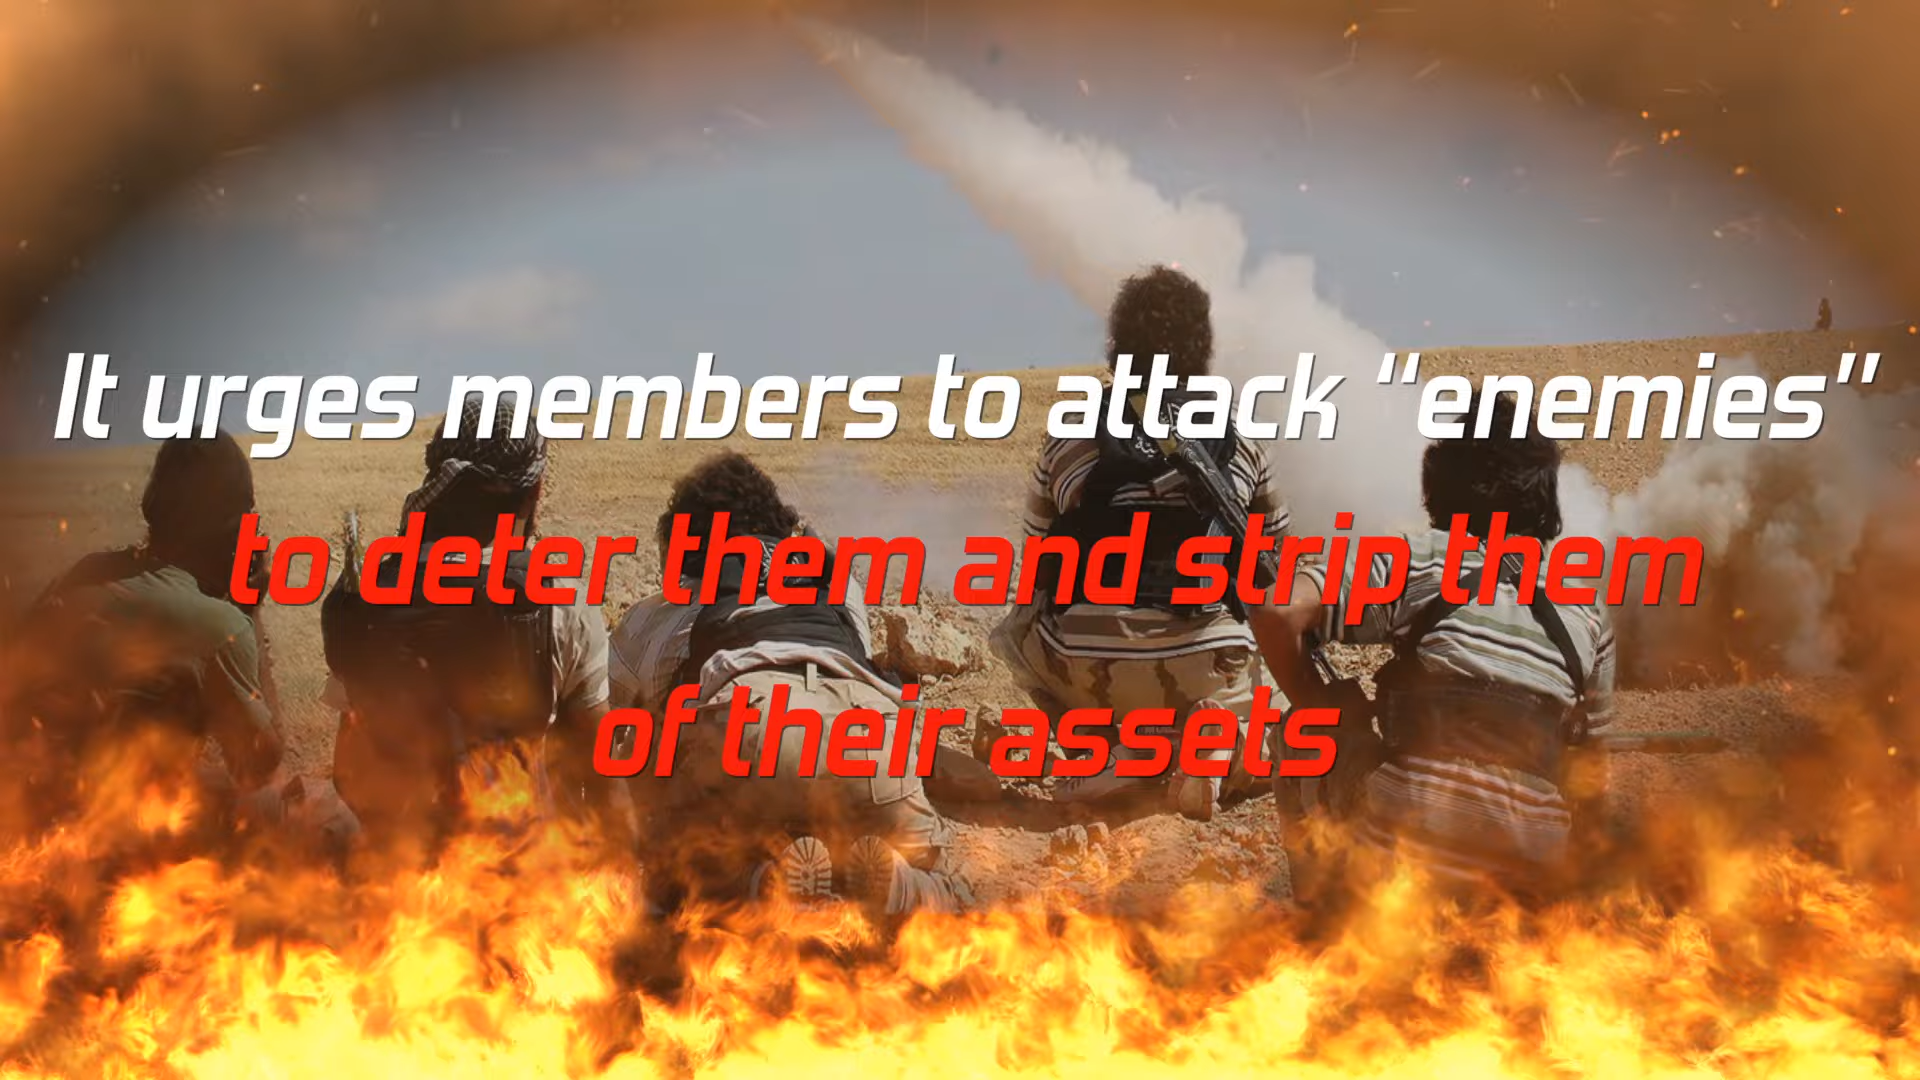 It urges members to attack “enemies”
to deter them and strip them
of their assets